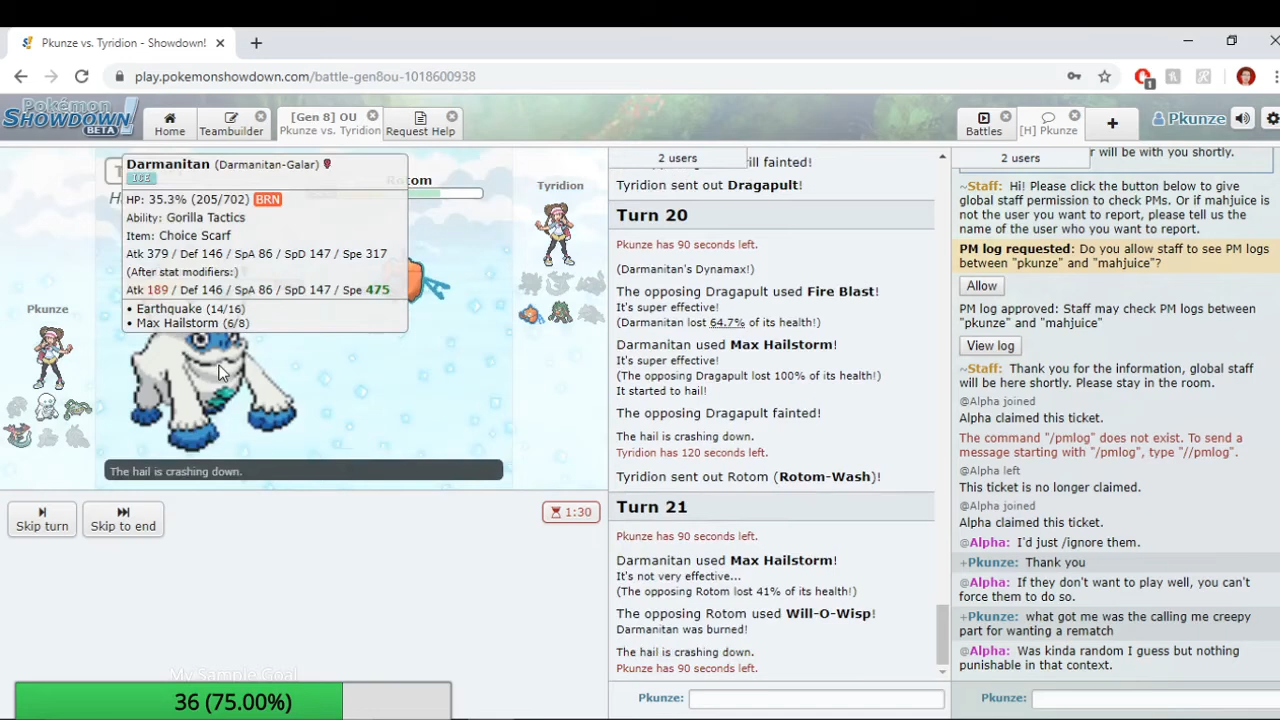 Pkunze vs. Tyridion - Showdown!
play.pokemonshowdown.com/battle-gen8ou-1018600938
1
Pokémon
SHOWDOWN
BETA
Home
Teambuilder
[Gen 8] OU
Pkunze vs. Tyridion
Request Help
Battles
[H] Pkunze
Pkunze
Darmanitan (Darmanitan-Galar)
ICE
HP: 35.3% (205/702) BRN
Ability: Gorilla Tactics
Item: Choice Scarf
Atk 379 / Def 146 / SpA 86 / SpD 147 / Spe 317
(After stat modifiers:)
Atk 189 / Def 146 / SpA 86 / SpD 147 / Spe 475
• Earthquake (14/16)
• Max Hailstorm (6/8)
Rotom
Tyridion
Pkunze
The hail is crashing down.
Skip turn
Skip to end
1:30
My Sample Goal
36 (75.00%)
2 users
ill fainted!
Tyridion sent out Dragapult!
Turn 20
Pkunze has 90 seconds left.
(Darmanitan's Dynamax!)
The opposing Dragapult used Fire Blast!
It's super effective!
(Darmanitan lost 64.7% of its health!)
Darmanitan used Max Hailstorm!
It's super effective!
(The opposing Dragapult lost 100% of its health!)
It started to hail!
The opposing Dragapult fainted!
The hail is crashing down.
Tyridion has 120 seconds left.
Tyridion sent out Rotom (Rotom-Wash)!
Turn 21
Pkunze has 90 seconds left.
Darmanitan used Max Hailstorm!
It's not very effective...
(The opposing Rotom lost 41% of its health!)
The opposing Rotom used Will-O-Wisp!
Darmanitan was burned!
The hail is crashing down.
Pkunze has 90 seconds left.
Pkunze:
2 users
er will be with you shortly.
~Staff: Hi! Please click the button below to give
global staff permission to check PMs. Or if mahjuice is
not the user you want to report, please tell us the
name of the user who you want to report.
PM log requested: Do you allow staff to see PM logs
between "pkunze" and "mahjuice"?
Allow
PM log approved: Staff may check PM logs between
"pkunze" and "mahjuice"
View log
~Staff: Thank you for the information, global staff
will be here shortly. Please stay in the room.
@Alpha joined
Alpha claimed this ticket.
The command "/pmlog" does not exist. To send a
message starting with "/pmlog", type "//pmlog".
@Alpha left
This ticket is no longer claimed.
@Alpha joined
Alpha claimed this ticket.
@Alpha: I'd just /ignore them.
+Pkunze: Thank you
@Alpha: If they don't want to play well, you can't
force them to do so.
+Pkunze: what got me was the calling me creepy
part for wanting a rematch
@Alpha: Was kinda random I guess but nothing
punishable in that context.
Pkunze: